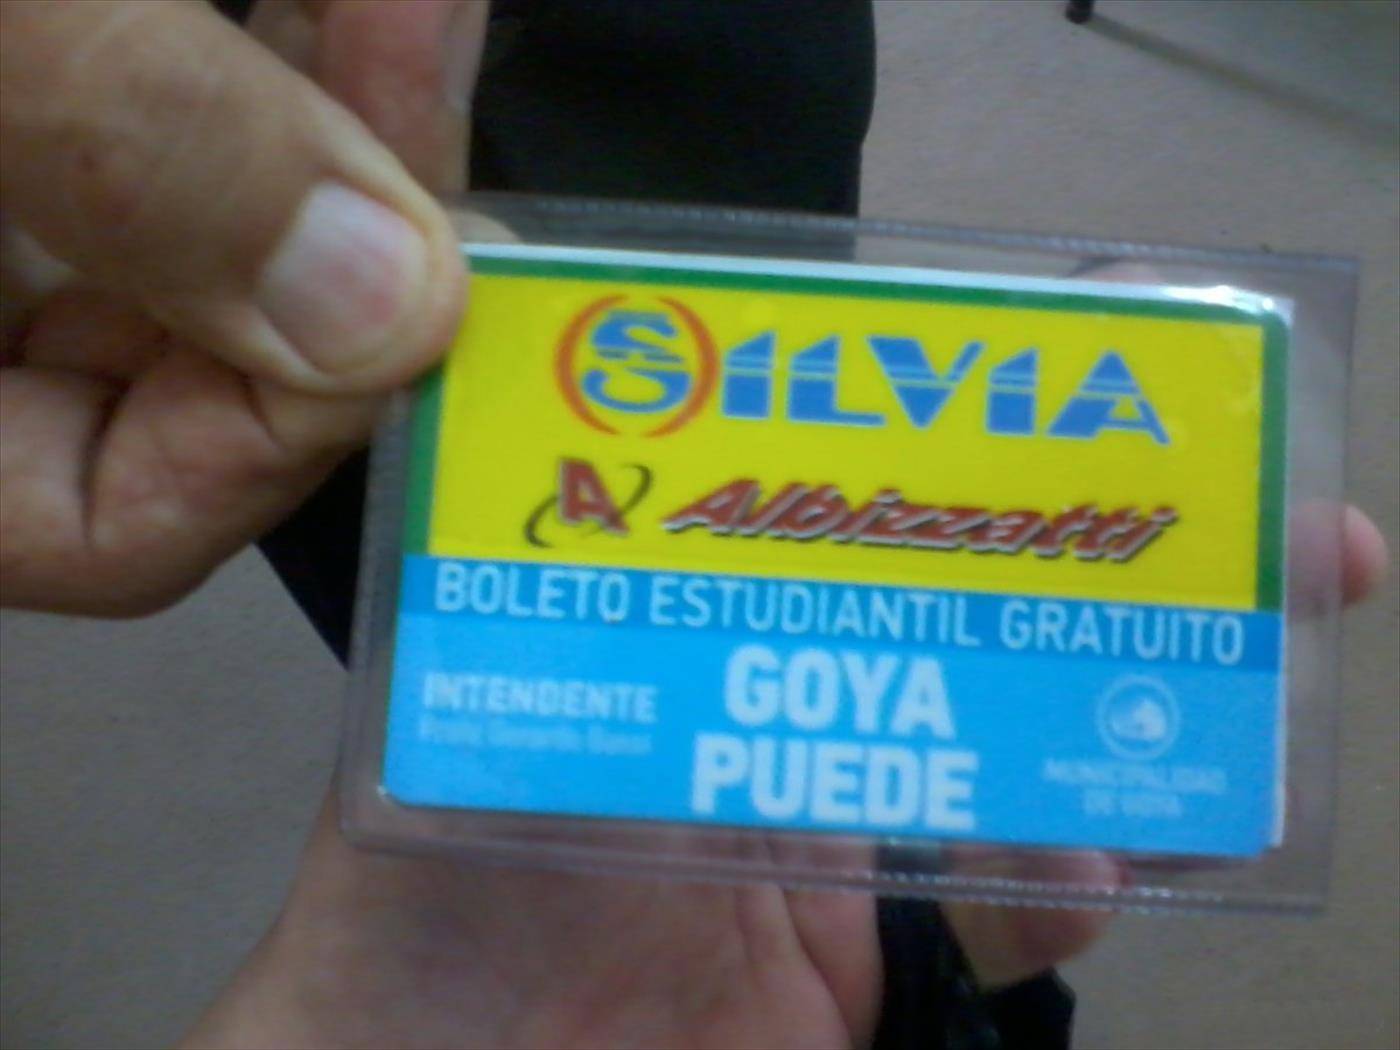 SILVIA
A Albizzatti
BOLETO ESTUDIANTIL GRATUITO
INTENDENTE
GOYA
PUEDE
MUNICIPALIDAD
DE GOYA